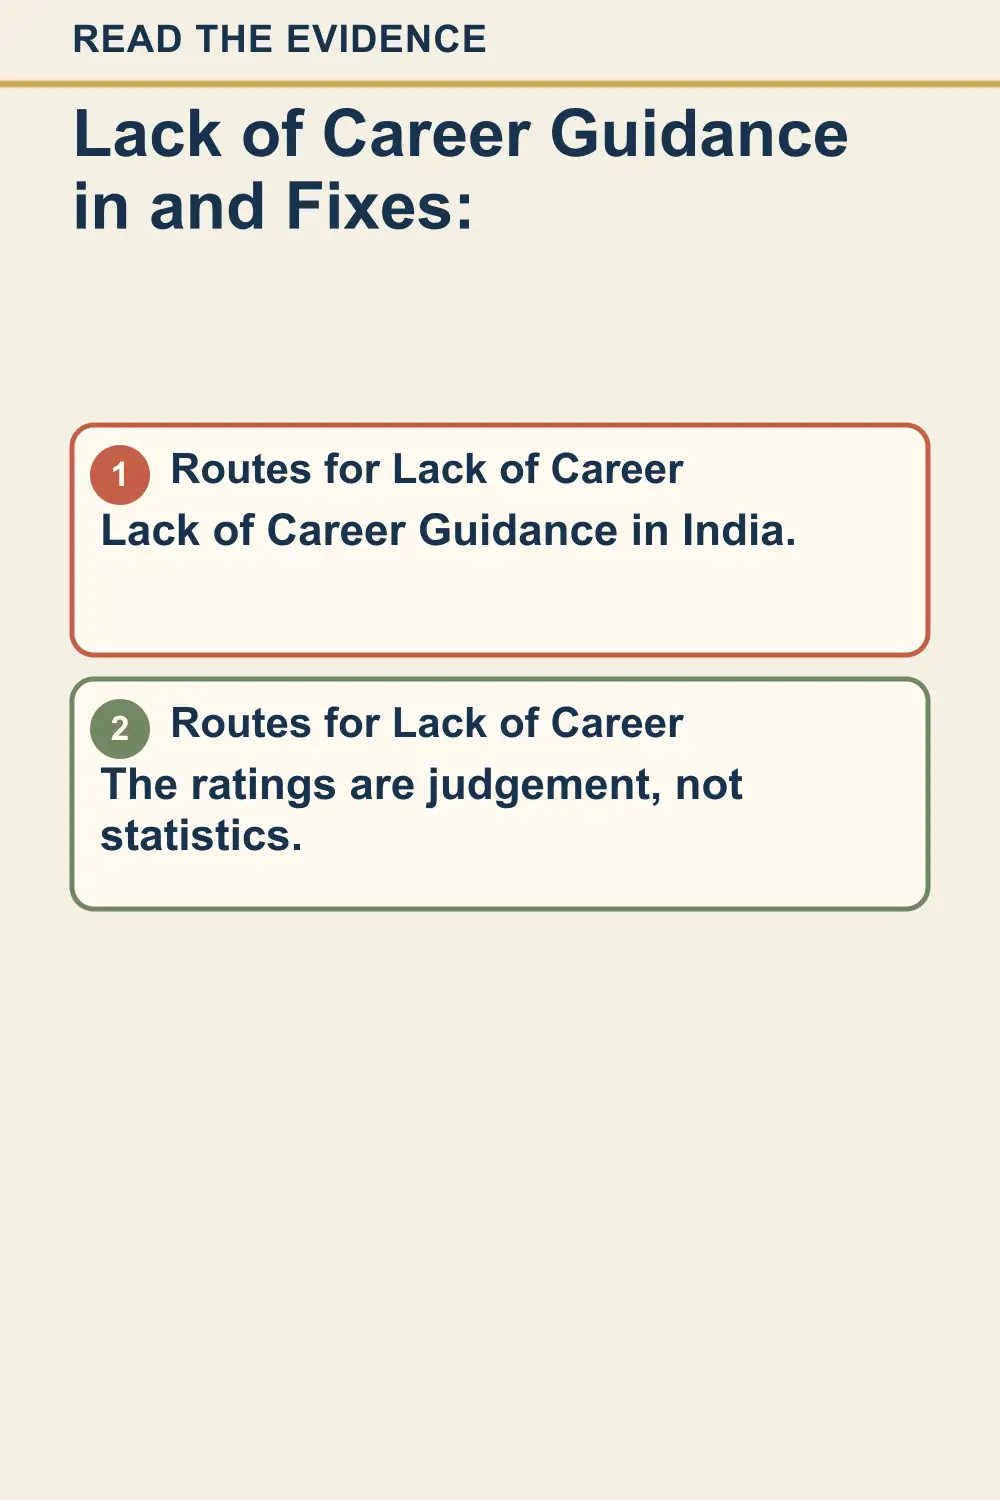 READ THE EVIDENCE
Lack of Career Guidance
in and Fixes:
1
Routes for Lack of Career
Lack of Career Guidance in India.
2
Routes for Lack of Career
The ratings are judgement, not
statistics.